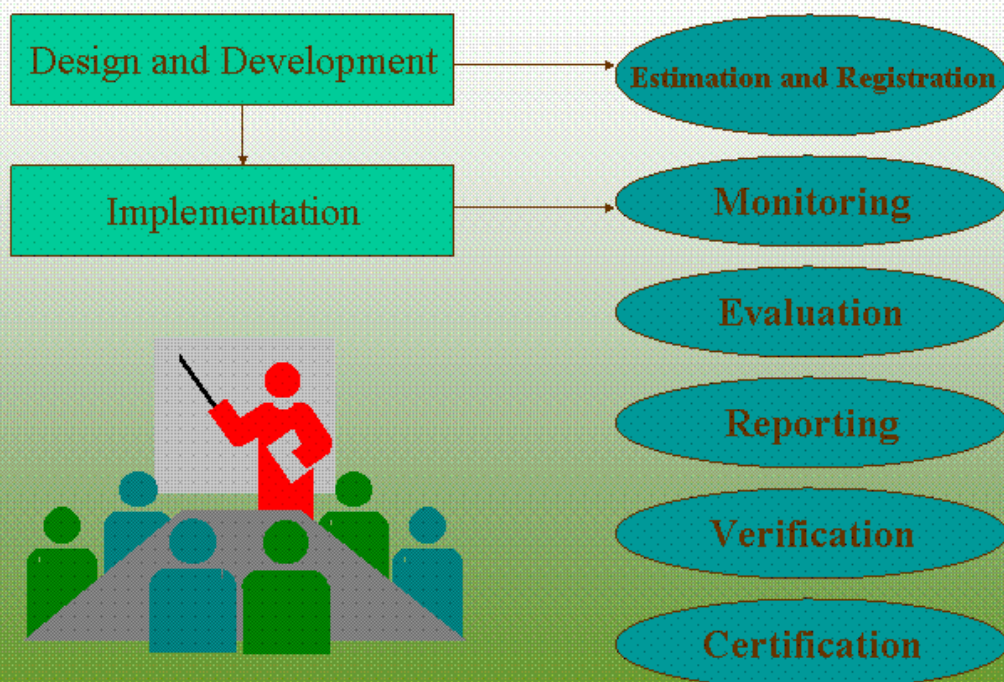 Design and Development
Estimation and Registration
Implementation
Monitoring
Evaluation
Reporting
Verification
Certification